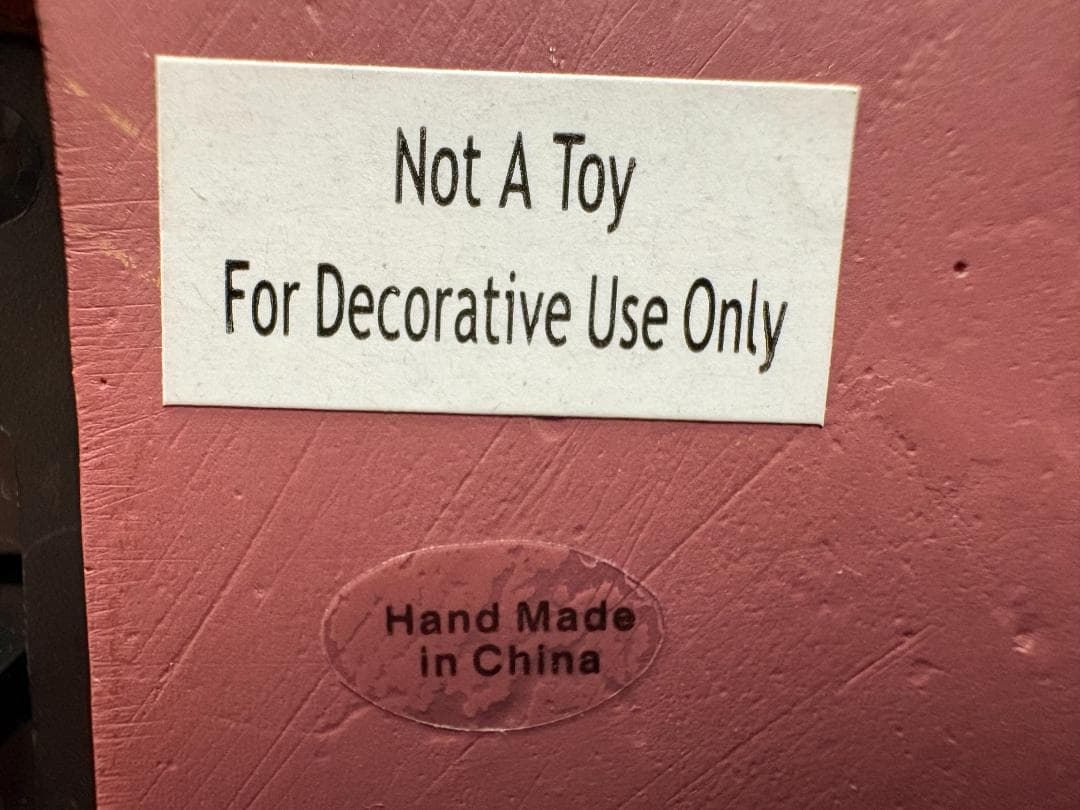 Not A Toy
For Decorative Use Only
Hand Made
in China